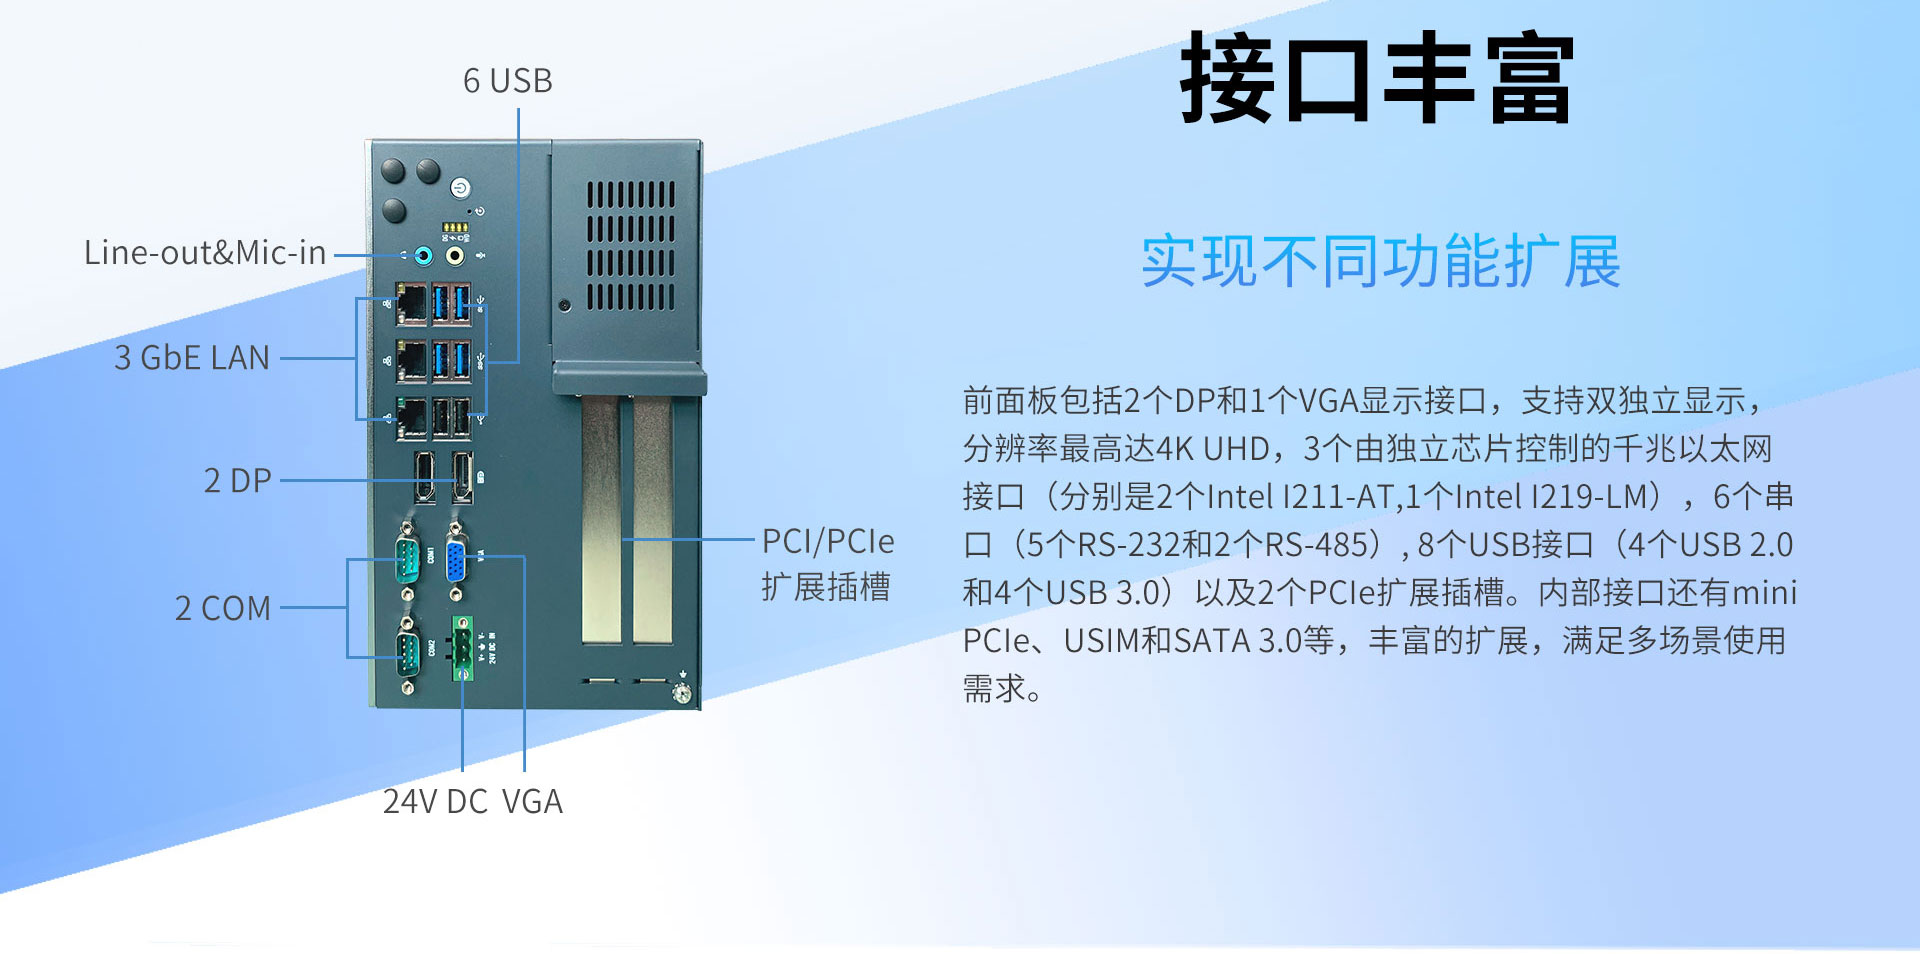 接口丰富
实现不同功能扩展
6 USB
Line-out&Mic-in
3 GbE LAN
2 DP
2 COM
24V DC VGA
PCI/PCIe
扩展插槽
COM1
VGA
COM2
24V DC IN
前面板包括2个DP和1个VGA显示接口，支持双独立显示，
分辨率最高达4K UHD，3个由独立芯片控制的千兆以太网
接口（分别是2个Intel I211-AT,1个Intel I219-LM），6个串
口（5个RS-232和2个RS-485）, 8个USB接口（4个USB 2.0
和4个USB 3.0）以及2个PCIe扩展插槽。内部接口还有mini
PCIe、USIM和SATA 3.0等，丰富的扩展，满足多场景使用
需求。